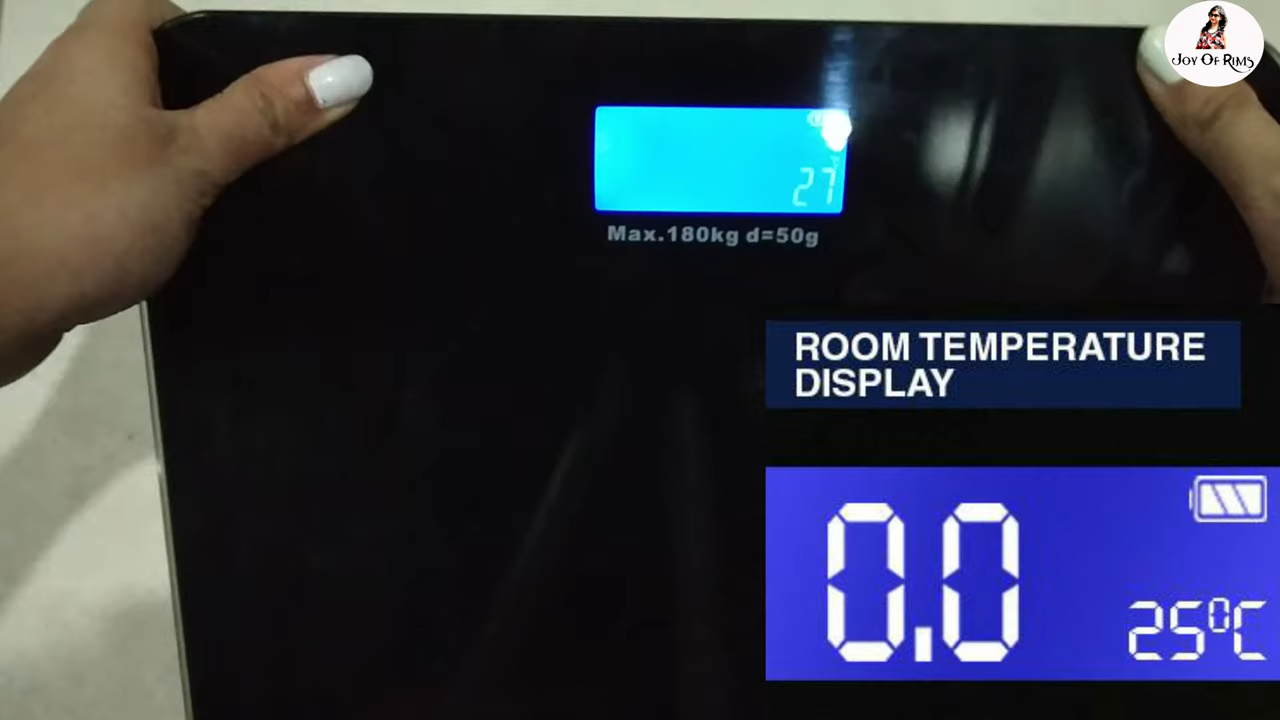 JOY OF RIMS
27
Max.180kg d=50g
ROOM TEMPERATURE
DISPLAY
0.0
25°C